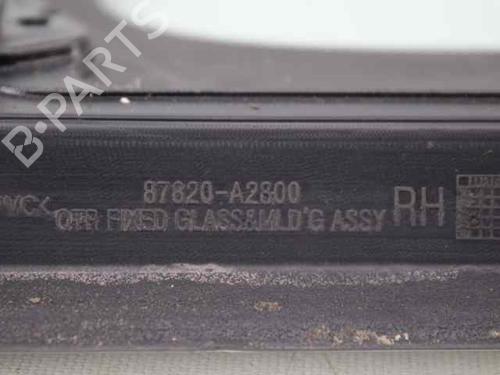 B-PARTS
87820-A2800
QTR FIXED GLASS&MLD'G ASSY RH